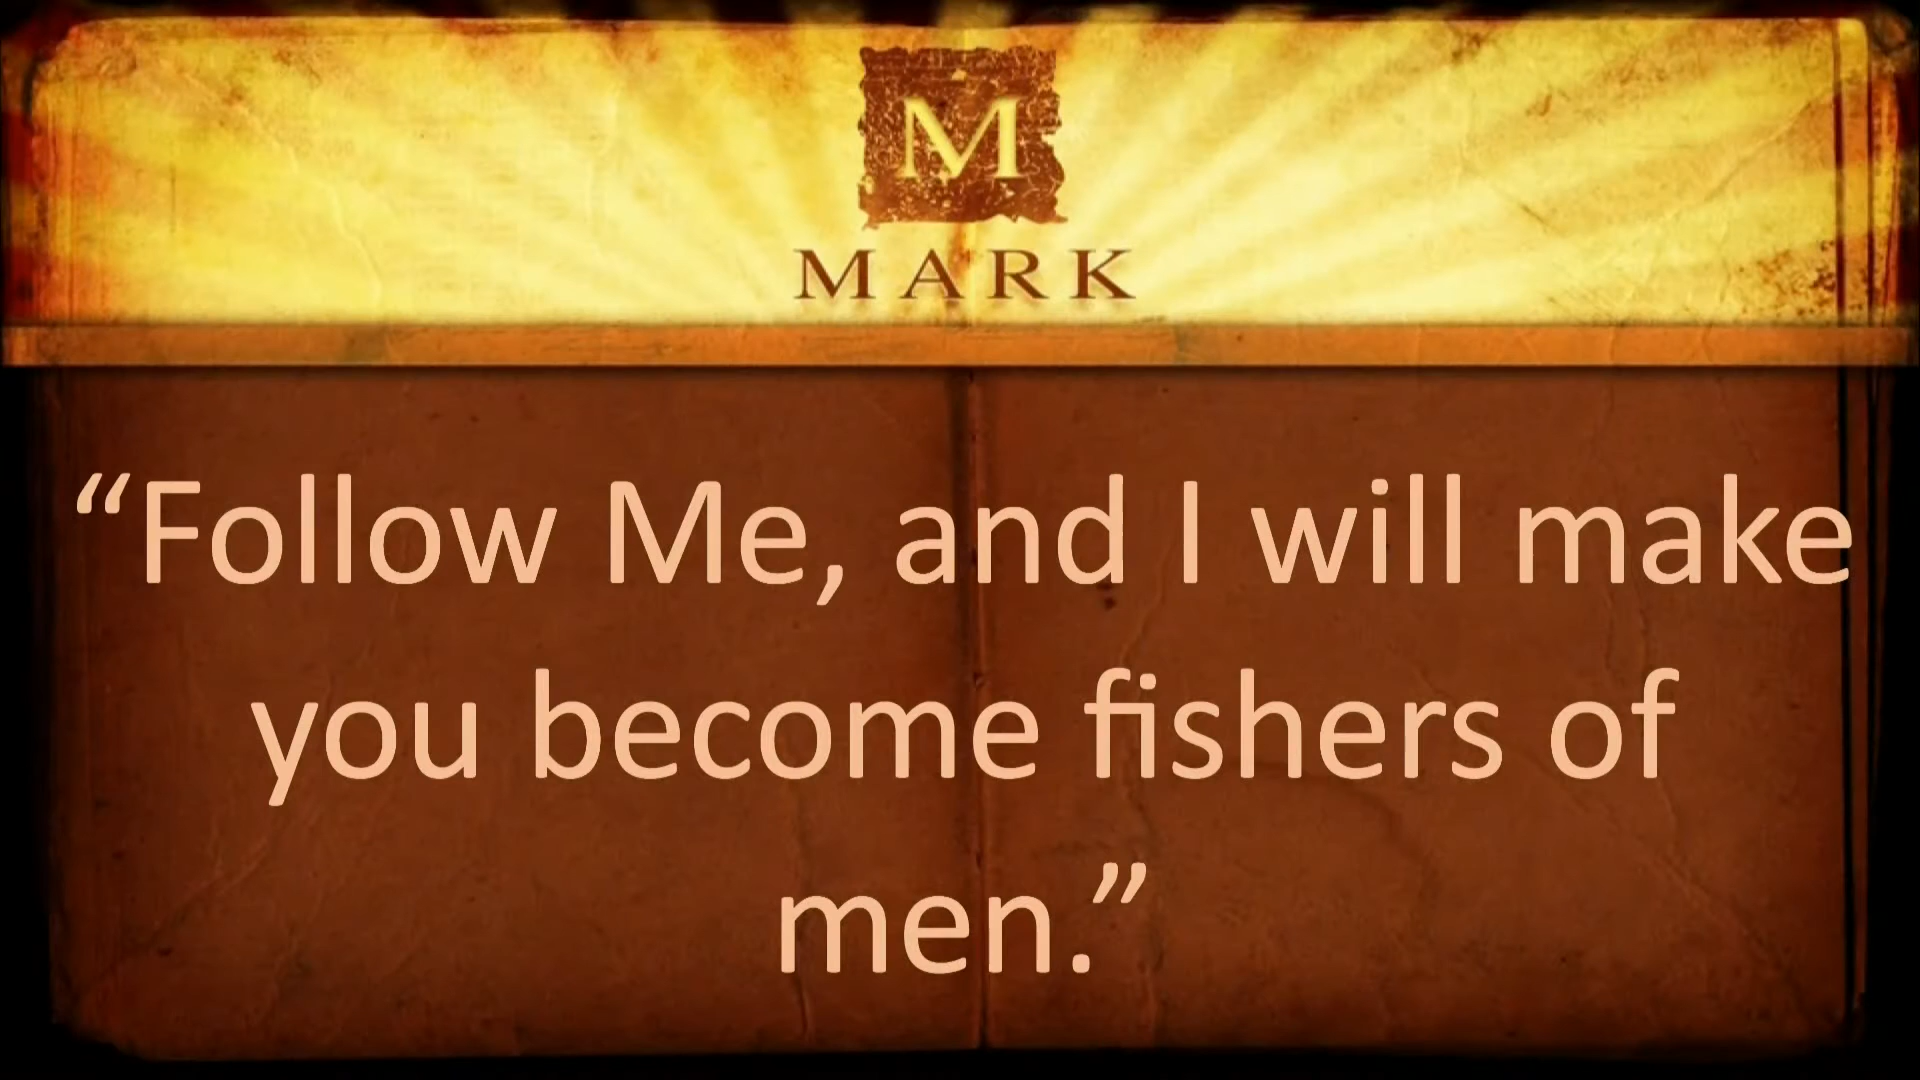 M
MARK
“Follow Me, and I will make
you become fishers of
men.”